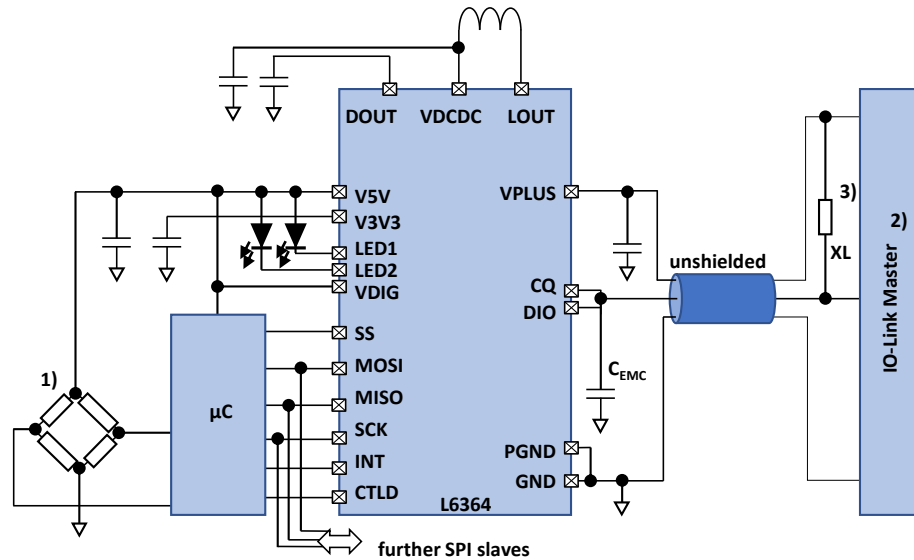 DOUT
VDCDC
LOUT
V5V
V3V3
LED1
LED2
VDIG
SS
MOSI
MISO
SCK
INT
CTLD
VPLUS
CQ
DIO
CEMC
PGND
GND
L6364
µC
1)
unshielded
3)
XL
2)
IO-Link Master
further SPI slaves